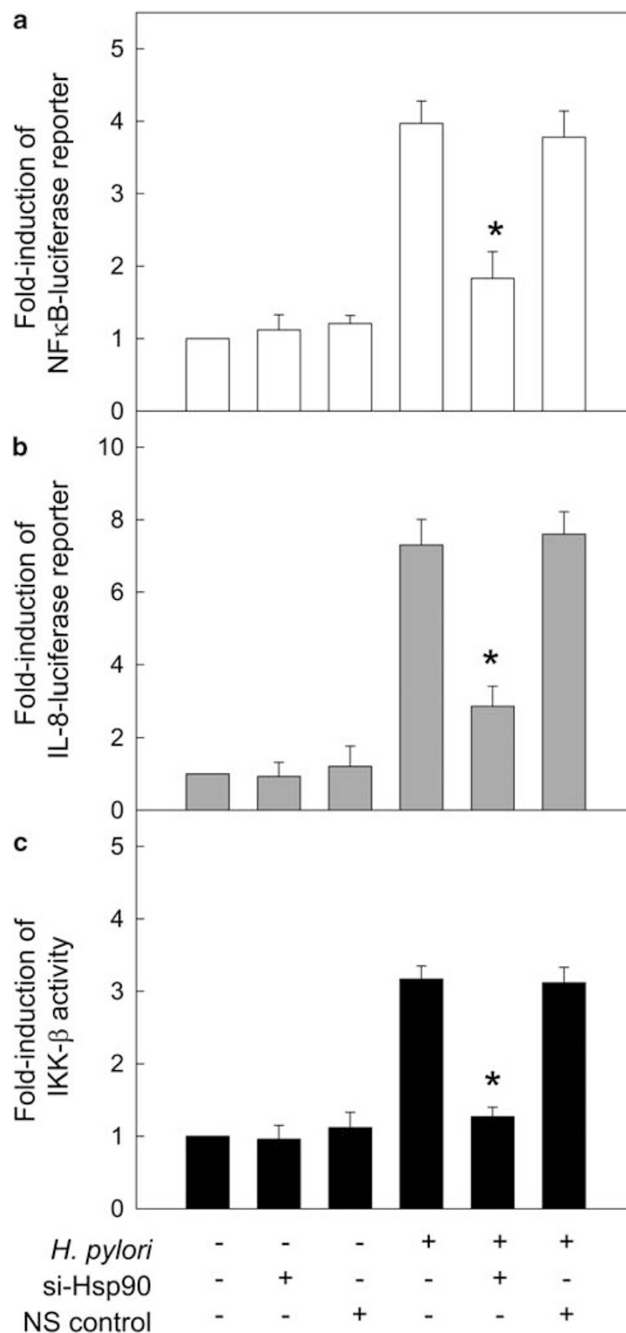 a
Fold-induction of
NFκB-luciferase reporter
5
4
3
2
1
0
*
b
Fold-induction of
IL-8-luciferase reporter
10
8
6
4
2
0
*
c
Fold-induction of
IKK-β activity
5
4
3
2
1
0
*
H. pylori - - - + + +
si-Hsp90 - + - - + -
NS control - - + - - +